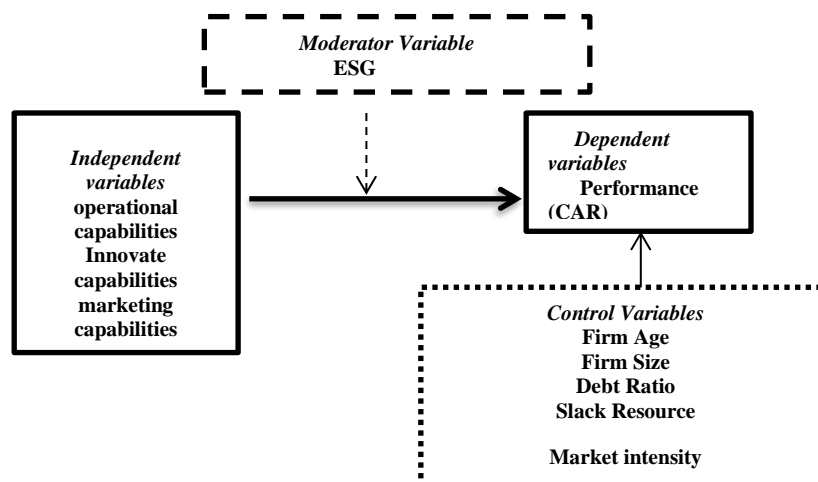 Moderator Variable
ESG
Independent
variables
operational
capabilities
Innovate
capabilities
marketing
capabilities
Dependent
variables
Performance
(CAR)
Control Variables
Firm Age
Firm Size
Debt Ratio
Slack Resource
Market intensity